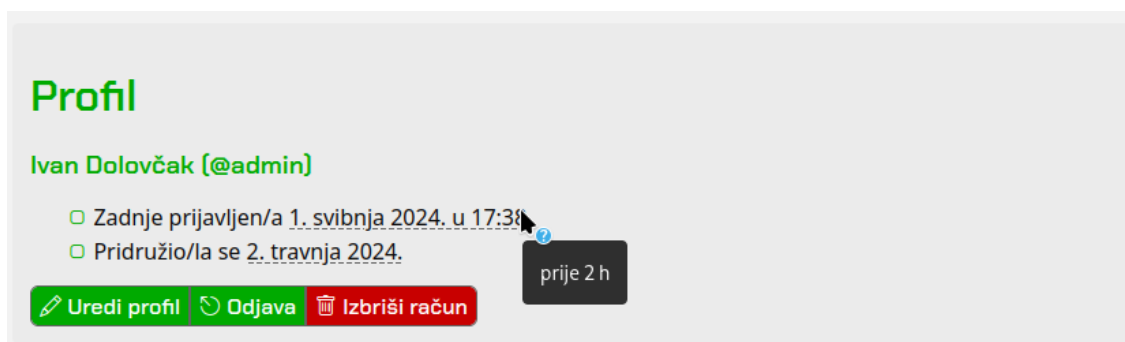 Profil
Ivan Dolovčak (@admin)
Zadnje prijavljen/a 1. svibnja 2024. u 17:38
Pridružio/la se 2. travnja 2024.
prije 2 h
Uredi profil Odjava Izbriši račun